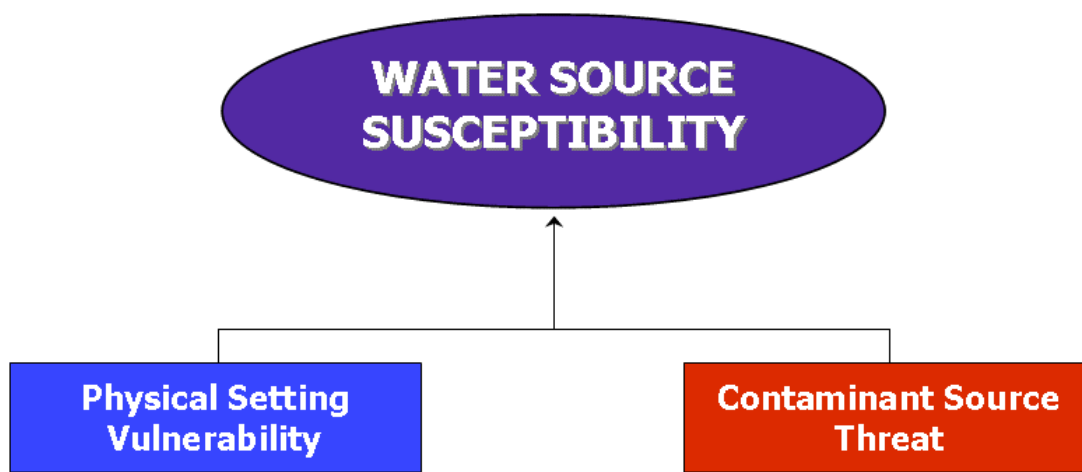 WATER SOURCE
SUSCEPTIBILITY
Physical Setting
Vulnerability
Contaminant Source
Threat